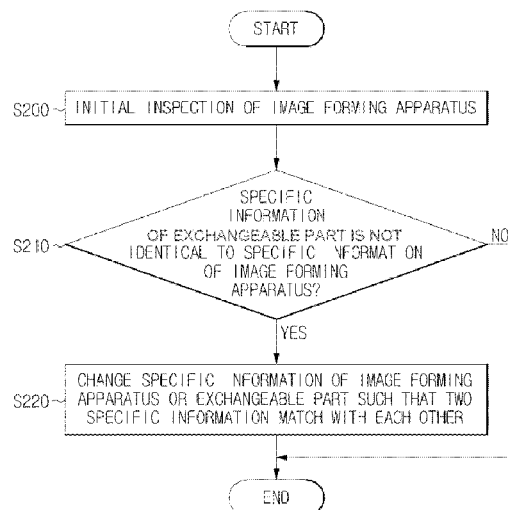 START
S200
INITIAL INSPECTION OF IMAGE FORMING APPARATUS
SPECIFIC
INFORMATION
OF EXCHANGEABLE PART IS NOT
S210
IDENTICAL TO SPECIFIC NFORMAT ON
OF IMAGE FORMING
APPARATUS?
NO
YES
CHANGE SPECIFIC NFORMATION OF IMAGE FORMING
S220
APPARATUS OR EXCHANGEABLE PART SUCH THAT TWO
SPECIFIC INFORMATION MATCH WITH EACH OTHER
END